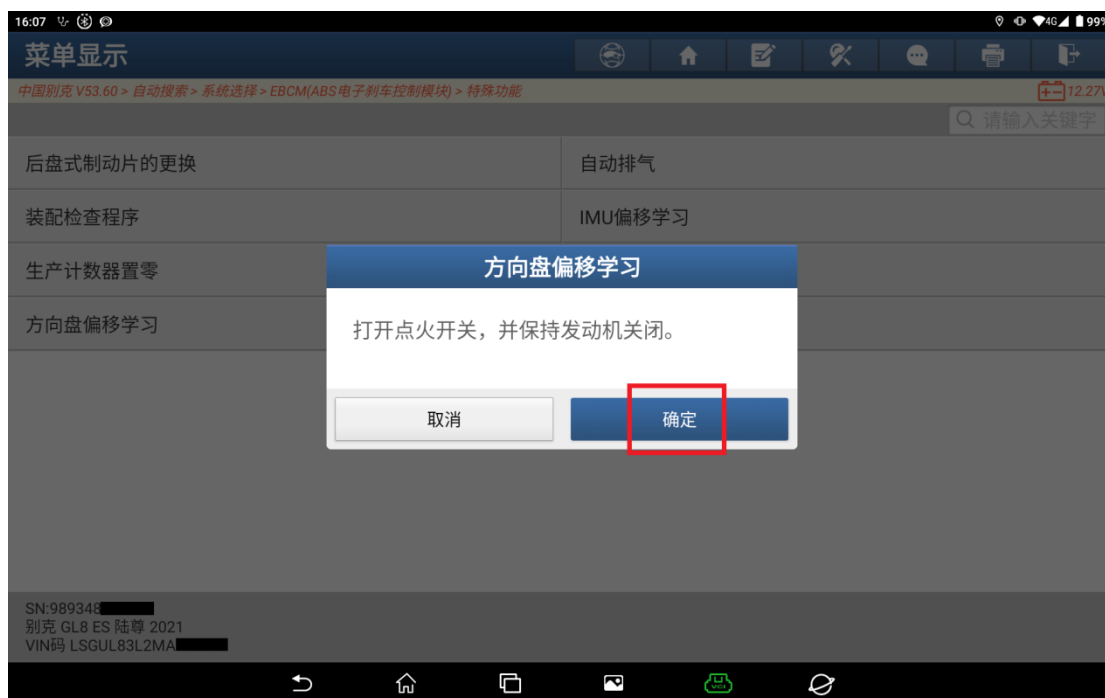 16:07
4G 99%
菜单显示
中国别克 V53.60 > 自动搜索 > 系统选择 > EBCM(ABS电子刹车控制模块) > 特殊功能
12.27V
请输入关键字
后盘式制动片的更换
自动排气
装配检查程序
IMU偏移学习
生产计数器置零
方向盘偏移学习
方向盘偏移学习
打开点火开关，并保持发动机关闭。
取消
确定
SN:989348
别克 GL8 ES 陆尊 2021
VIN码 LSGUL83L2MA
VCI